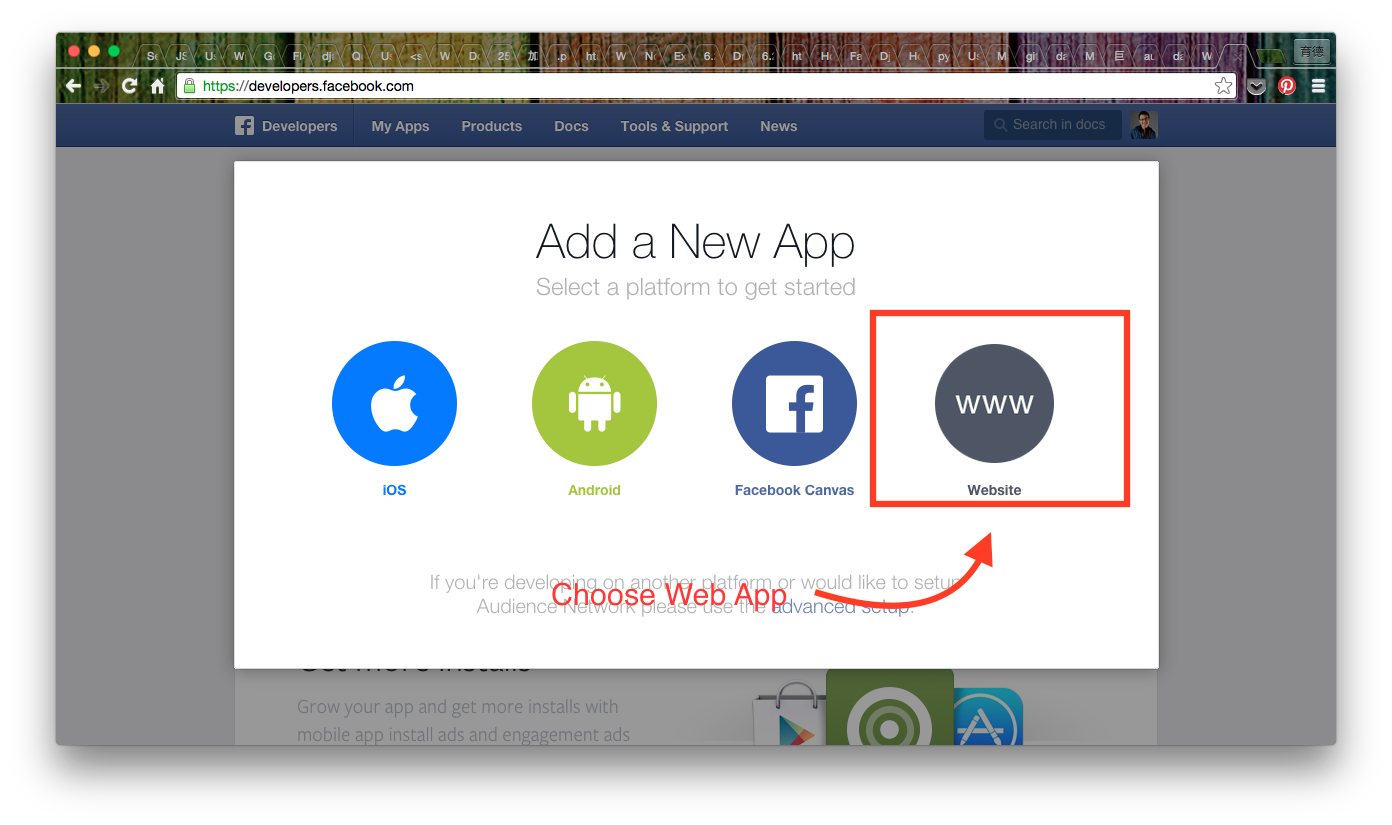 Se JS U: W G Fl dj Q U: <s W D 25 加 .p ht W N Ex 6. D 6. ht H Fa Dj H py U: M gi da M 巨 au da W
育德
https://developers.facebook.com
Developers My Apps Products Docs Tools & Support News Search in docs
Add a New App
Select a platform to get started
www
iOS Android Facebook Canvas Website
If you're developing on another platform or would like to setup
Choose Web App
Audience Network please use the advanced setup.
Get more installs
Grow your app and get more installs with
mobile app install ads and engagement ads